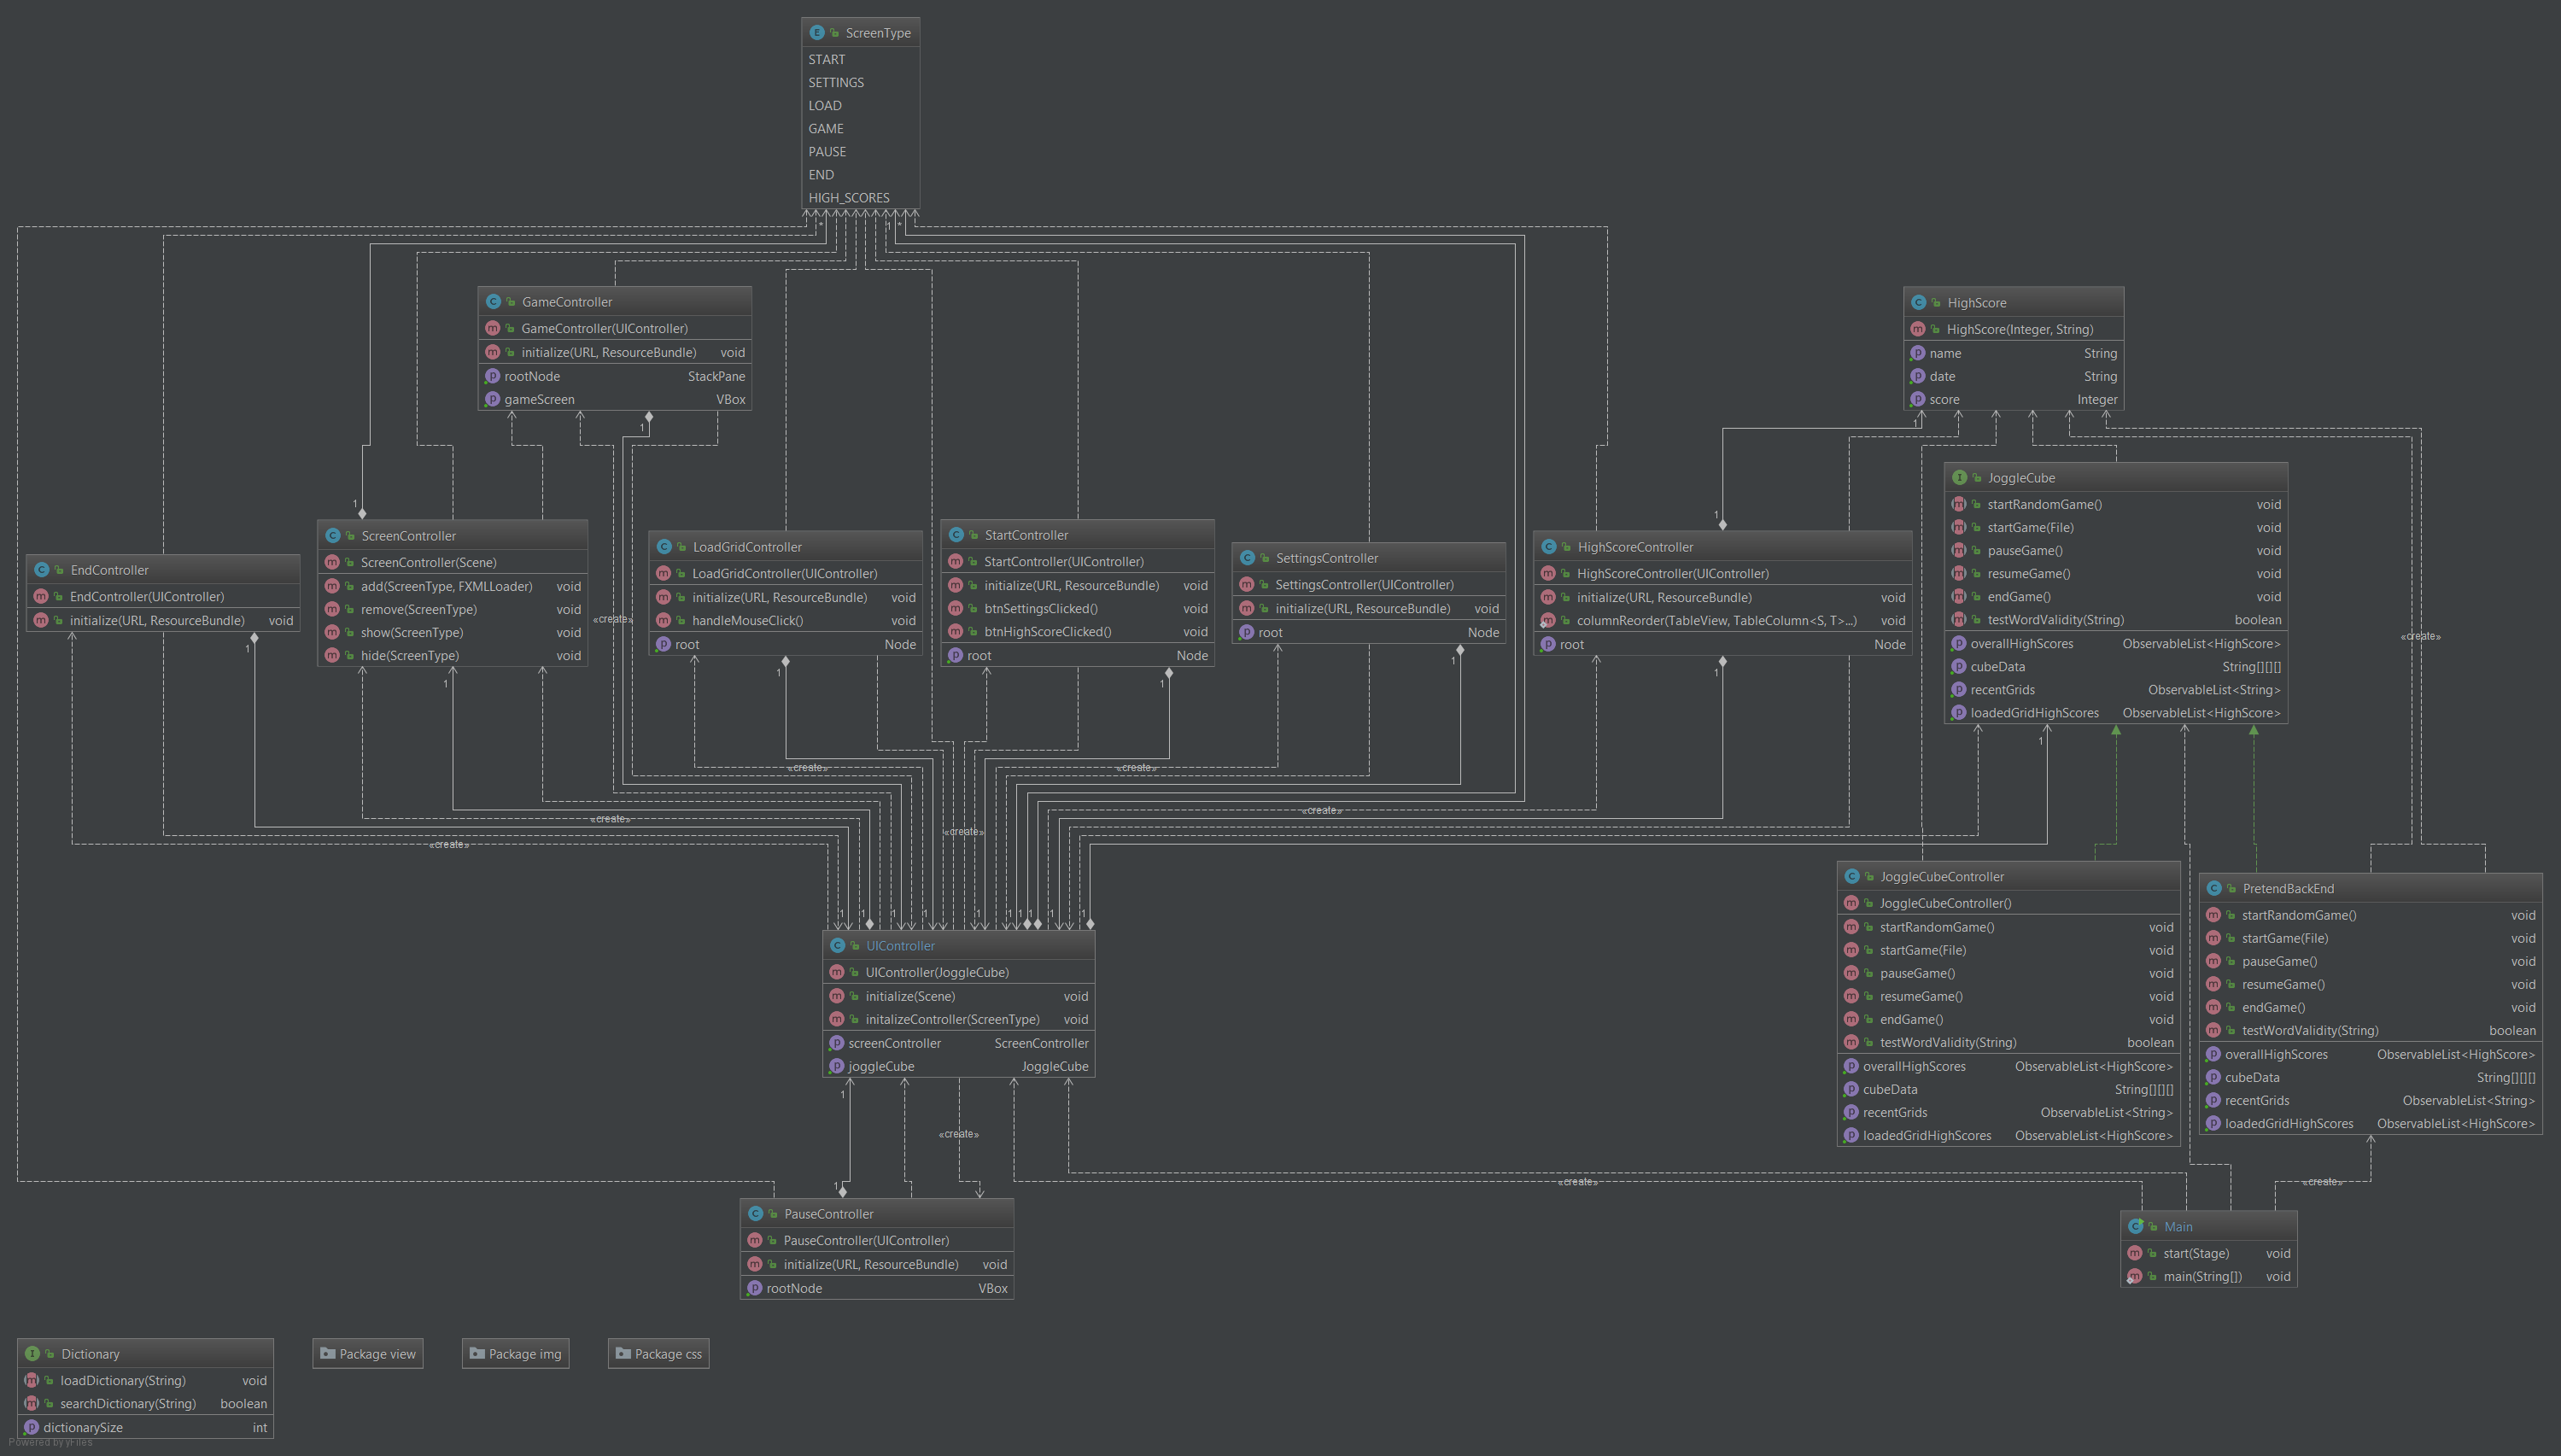 ScreenType
START
SETTINGS
LOAD
GAME
PAUSE
END
HIGH_SCORES
GameController
GameController(UIController)
initialize(URL, ResourceBundle) void
rootNode StackPane
gameScreen VBox
HighScore
HighScore(Integer, String)
name String
date String
score Integer
JoggleCube
startRandomGame() void
startGame(File) void
pauseGame() void
resumeGame() void
endGame() void
testWordValidity(String) boolean
overallHighScores ObservableList<HighScore>
cubeData String[][][]
recentGrids ObservableList<String>
loadedGridHighScores ObservableList<HighScore>
EndController
EndController(UIController)
initialize(URL, ResourceBundle) void
ScreenController
ScreenController(Scene)
add(ScreenType, FXMLLoader) void
remove(ScreenType) void
show(ScreenType) void
hide(ScreenType) void
LoadGridController
LoadGridController(UIController)
initialize(URL, ResourceBundle) void
handleMouseClick() void
root Node
StartController
StartController(UIController)
initialize(URL, ResourceBundle) void
btnSettingsClicked() void
btnHighScoreClicked() void
root Node
SettingsController
SettingsController(UIController)
initialize(URL, ResourceBundle) void
root Node
HighScoreController
HighScoreController(UIController)
initialize(URL, ResourceBundle) void
columnReorder(TableView, TableColumn<S, T>...) void
root Node
«create»
«create»
«create»
«create»
«create»
«create»
«create»
«create»
UIController
UIController(JoggleCube)
initialize(Scene) void
initalizeController(ScreenType) void
screenController ScreenController
joggleCube JoggleCube
JoggleCubeController
JoggleCubeController()
startRandomGame() void
startGame(File) void
pauseGame() void
resumeGame() void
endGame() void
testWordValidity(String) boolean
overallHighScores ObservableList<HighScore>
cubeData String[][][]
recentGrids ObservableList<String>
loadedGridHighScores ObservableList<HighScore>
PretendBackEnd
startRandomGame() void
startGame(File) void
pauseGame() void
resumeGame() void
endGame() void
testWordValidity(String) boolean
overallHighScores ObservableList<HighScore>
cubeData String[][][]
recentGrids ObservableList<String>
loadedGridHighScores ObservableList<HighScore>
«create»
«create»
«create»
PauseController
PauseController(UIController)
initialize(URL, ResourceBundle) void
rootNode VBox
Main
start(Stage) void
main(String[]) void
Dictionary
loadDictionary(String) void
searchDictionary(String) boolean
dictionarySize int
Package view
Package img
Package css
Powered by yFiles